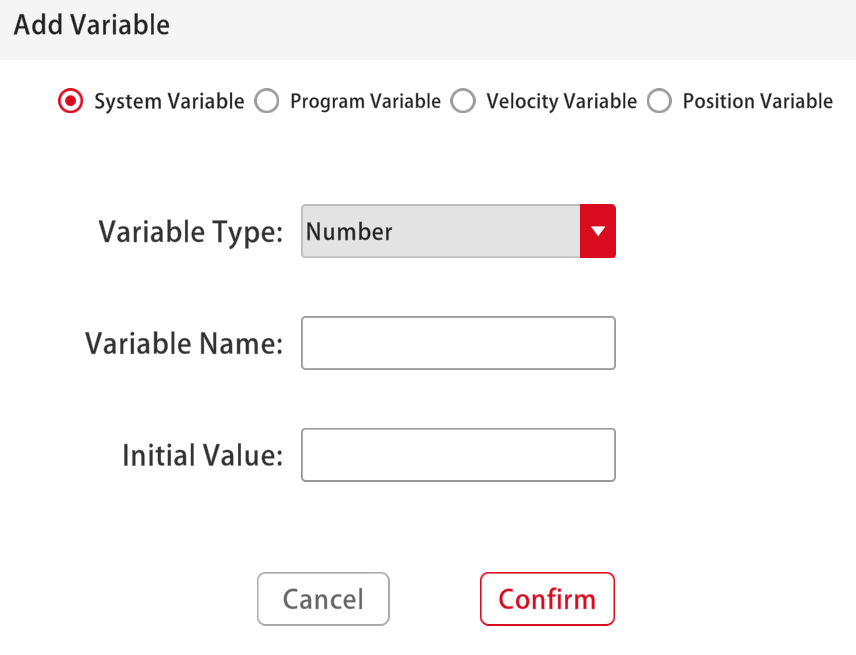 Add Variable
System Variable Program Variable Velocity Variable Position Variable
Variable Type: Number
Variable Name:
Initial Value:
Cancel Confirm